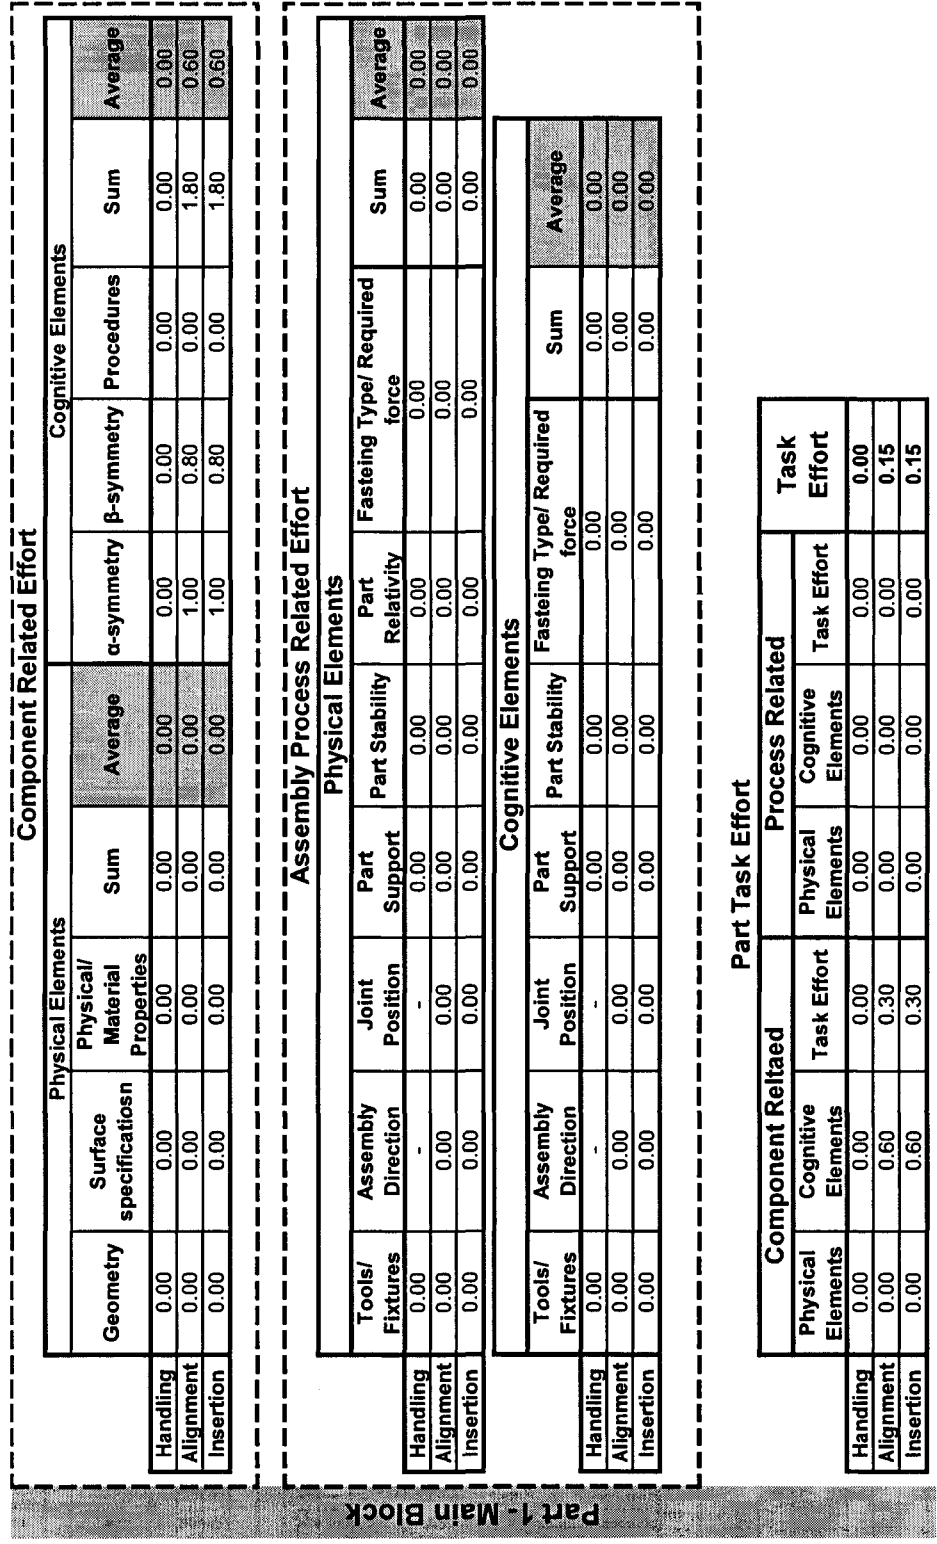 Part 1- Main Block
Component Related Effort
Physical Elements Cognitive Elements
Geometry Surface specificatiosn Physical/ Material Properties Sum Average α-symmetry β-symmetry Procedures Sum Average
Handling 0.00 0.00 0.00 0.00 0.00 0.00 0.00 0.00 0.00 0.00
Alignment 0.00 0.00 0.00 0.00 0.00 1.00 0.80 0.00 1.80 0.60
Insertion 0.00 0.00 0.00 0.00 0.00 1.00 0.80 0.00 1.80 0.60
Assembly Process Related Effort
Physical Elements
Tools/ Fixtures Assembly Direction Joint Position Part Support Part Stability Part Relativity Fasteing Type/ Required force Sum Average
Handling 0.00 - - 0.00 0.00 0.00 0.00 0.00 0.00
Alignment 0.00 0.00 0.00 0.00 0.00 0.00 0.00 0.00 0.00
Insertion 0.00 0.00 0.00 0.00 0.00 0.00 0.00 0.00 0.00
Cognitive Elements
Tools/ Fixtures Assembly Direction Joint Position Part Support Part Stability Fasteing Type/ Required force Sum Average
Handling 0.00 - - 0.00 0.00 0.00 0.00 0.00
Alignment 0.00 0.00 0.00 0.00 0.00 0.00 0.00 0.00
Insertion 0.00 0.00 0.00 0.00 0.00 0.00 0.00 0.00
Part Task Effort
Component Reltaed Process Related Task Effort
Physical Elements Cognitive Elements Task Effort Physical Elements Cognitive Elements Task Effort
Handling 0.00 0.00 0.00 0.00 0.00 0.00 0.00
Alignment 0.00 0.60 0.30 0.00 0.00 0.00 0.15
Insertion 0.00 0.60 0.30 0.00 0.00 0.00 0.15